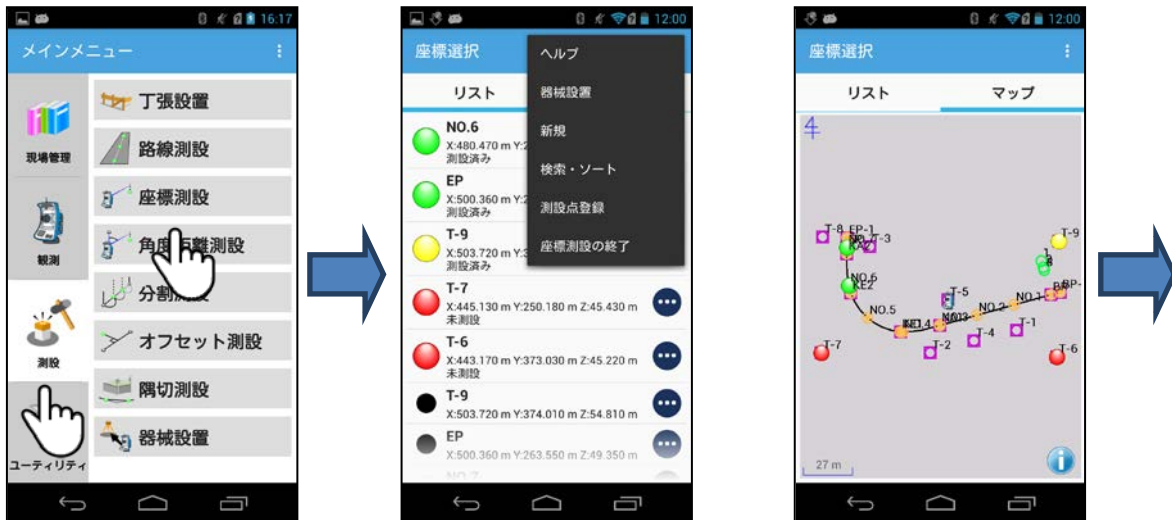 16:17
メインメニュー
現場管理
観測
測設
ユーティリティ
丁張設置
路線測設
座標測設
角度距離測設
分割測設
オフセット測設
隅切測設
器械設置
12:00
座標選択
リスト
ヘルプ
器械設置
新規
検索・ソート
測設点登録
座標測設の終了
NO.6
X:480.470 m Y:2
測設済み
EP
X:500.360 m Y:2
測設済み
T-9
X:503.720 m Y:3
測設済み
T-7
X:445.130 m Y:250.180 m Z:45.430 m
未測設
T-6
X:443.170 m Y:373.030 m Z:45.220 m
未測設
T-9
X:503.720 m Y:374.010 m Z:54.810 m
EP
X:500.360 m Y:263.550 m Z:49.350 m
NO.7
12:00
座標選択
リスト
マップ
T-8
EP-1
T-3
T-9
NO.6
KE2
T-5
NO.5
NO.2
NO.1
BP-
T-7
T-2
T-4
T-1
T-6
27 m